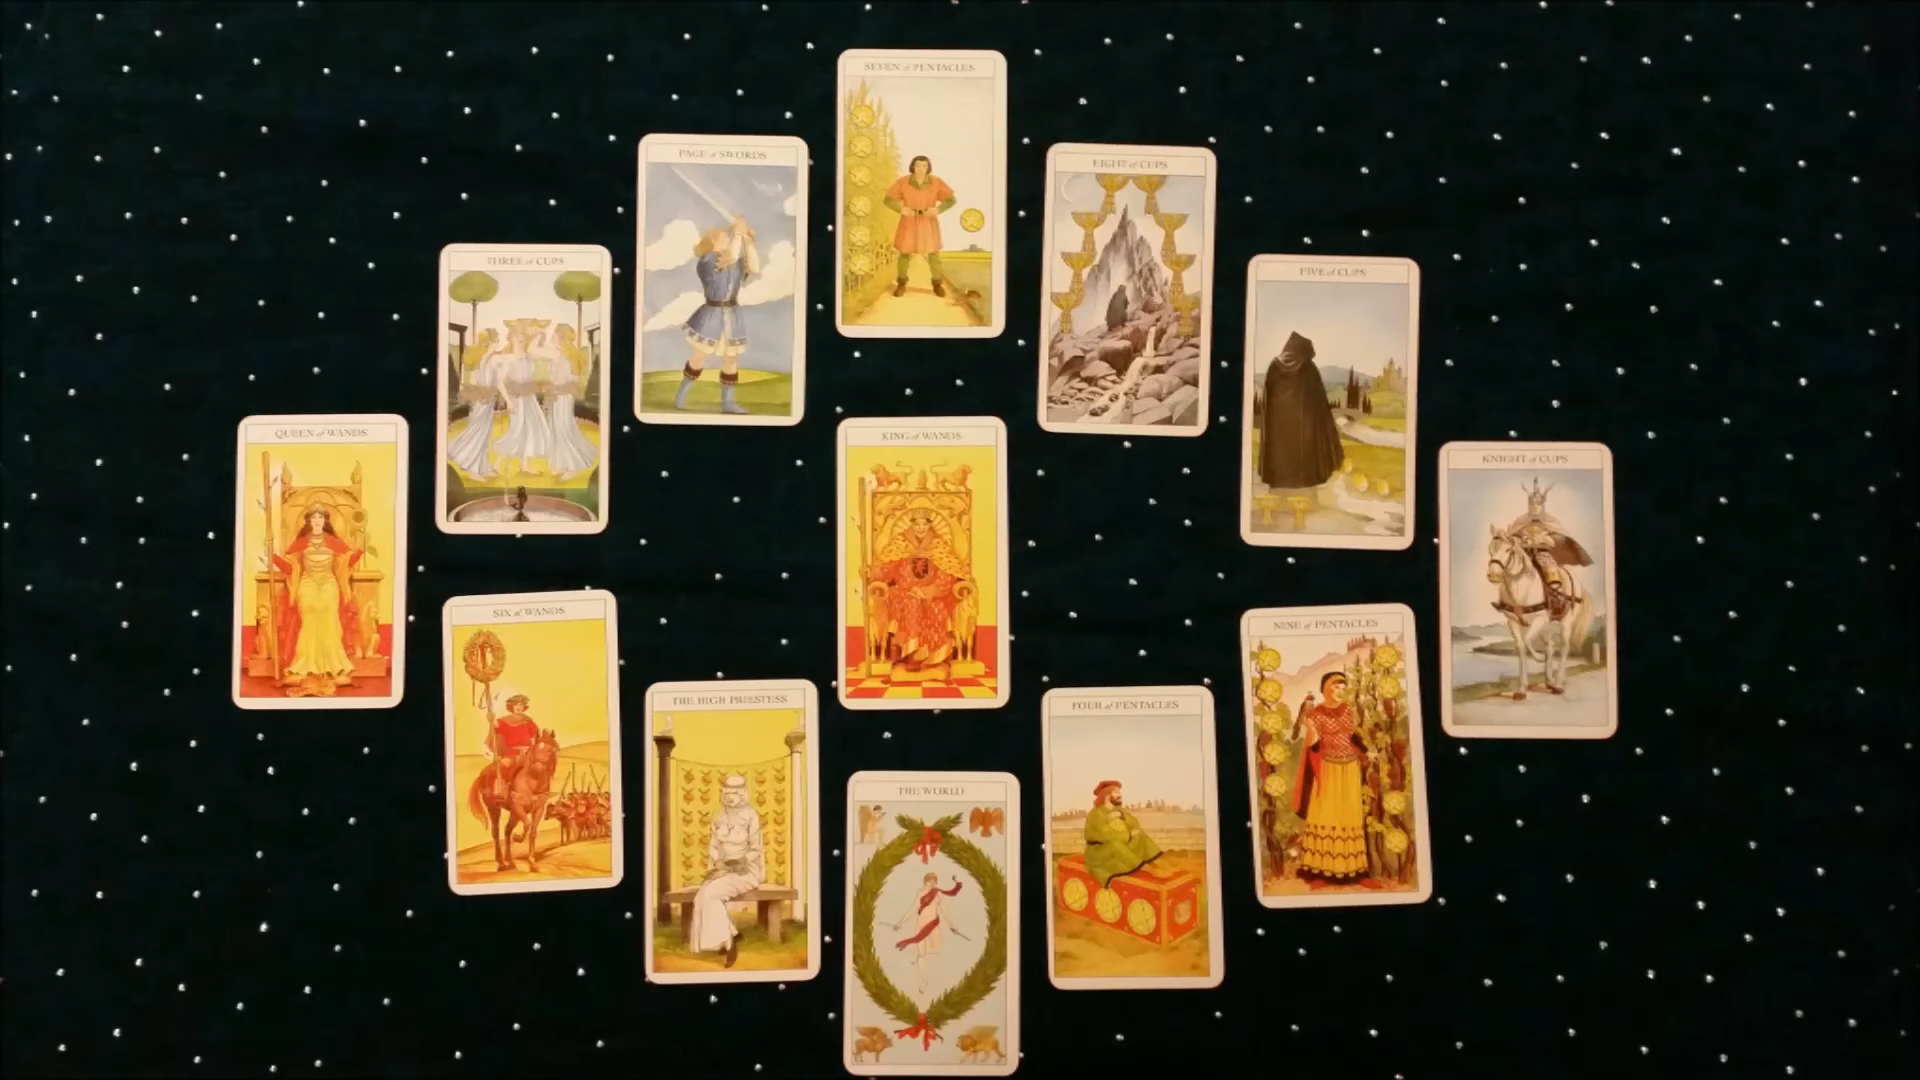 SEVEN of PENTACLES
PAGE of SWORDS
EIGHT of CUPS
THREE of CUPS
FIVE of CUPS
QUEEN of WANDS
KING of WANDS
KNIGHT of CUPS
SIX of WANDS
NINE of PENTACLES
THE HIGH PRIESTESS
FOUR of PENTACLES
THE WORLD